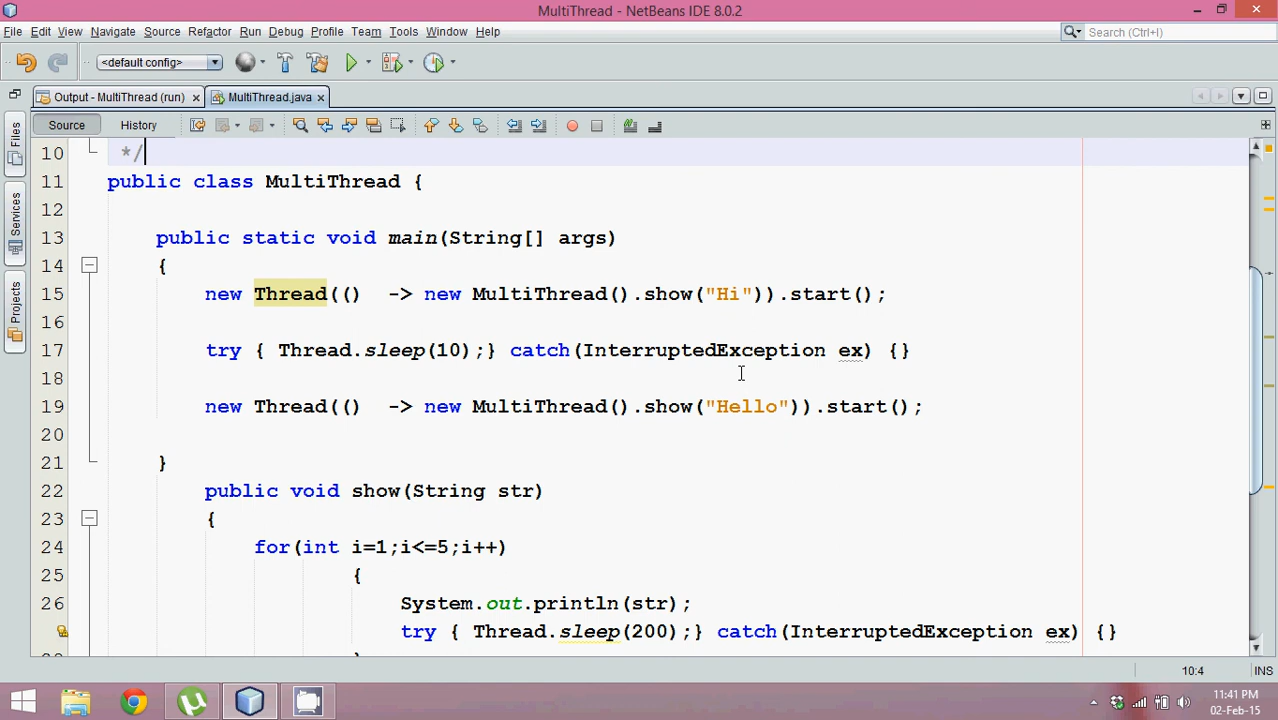 MultiThread - NetBeans IDE 8.0.2
File Edit View Navigate Source Refactor Run Debug Profile Team Tools Window Help
Search (Ctrl+I)
<default config>
Output - MultiThread (run) MultiThread.java
Source History
Files
Services
Projects
10 */
11 public class MultiThread {
12
13 public static void main(String[] args)
14 {
15 new Thread(() -> new MultiThread().show("Hi")).start();
16
17 try { Thread.sleep(10);} catch(InterruptedException ex) {}
18
19 new Thread(() -> new MultiThread().show("Hello")).start();
20
21 }
22 public void show(String str)
23 {
24 for(int i=1;i<=5;i++)
25 {
26 System.out.println(str);
try { Thread.sleep(200);} catch(InterruptedException ex) {}
10:4 INS
11:41 PM
02-Feb-15